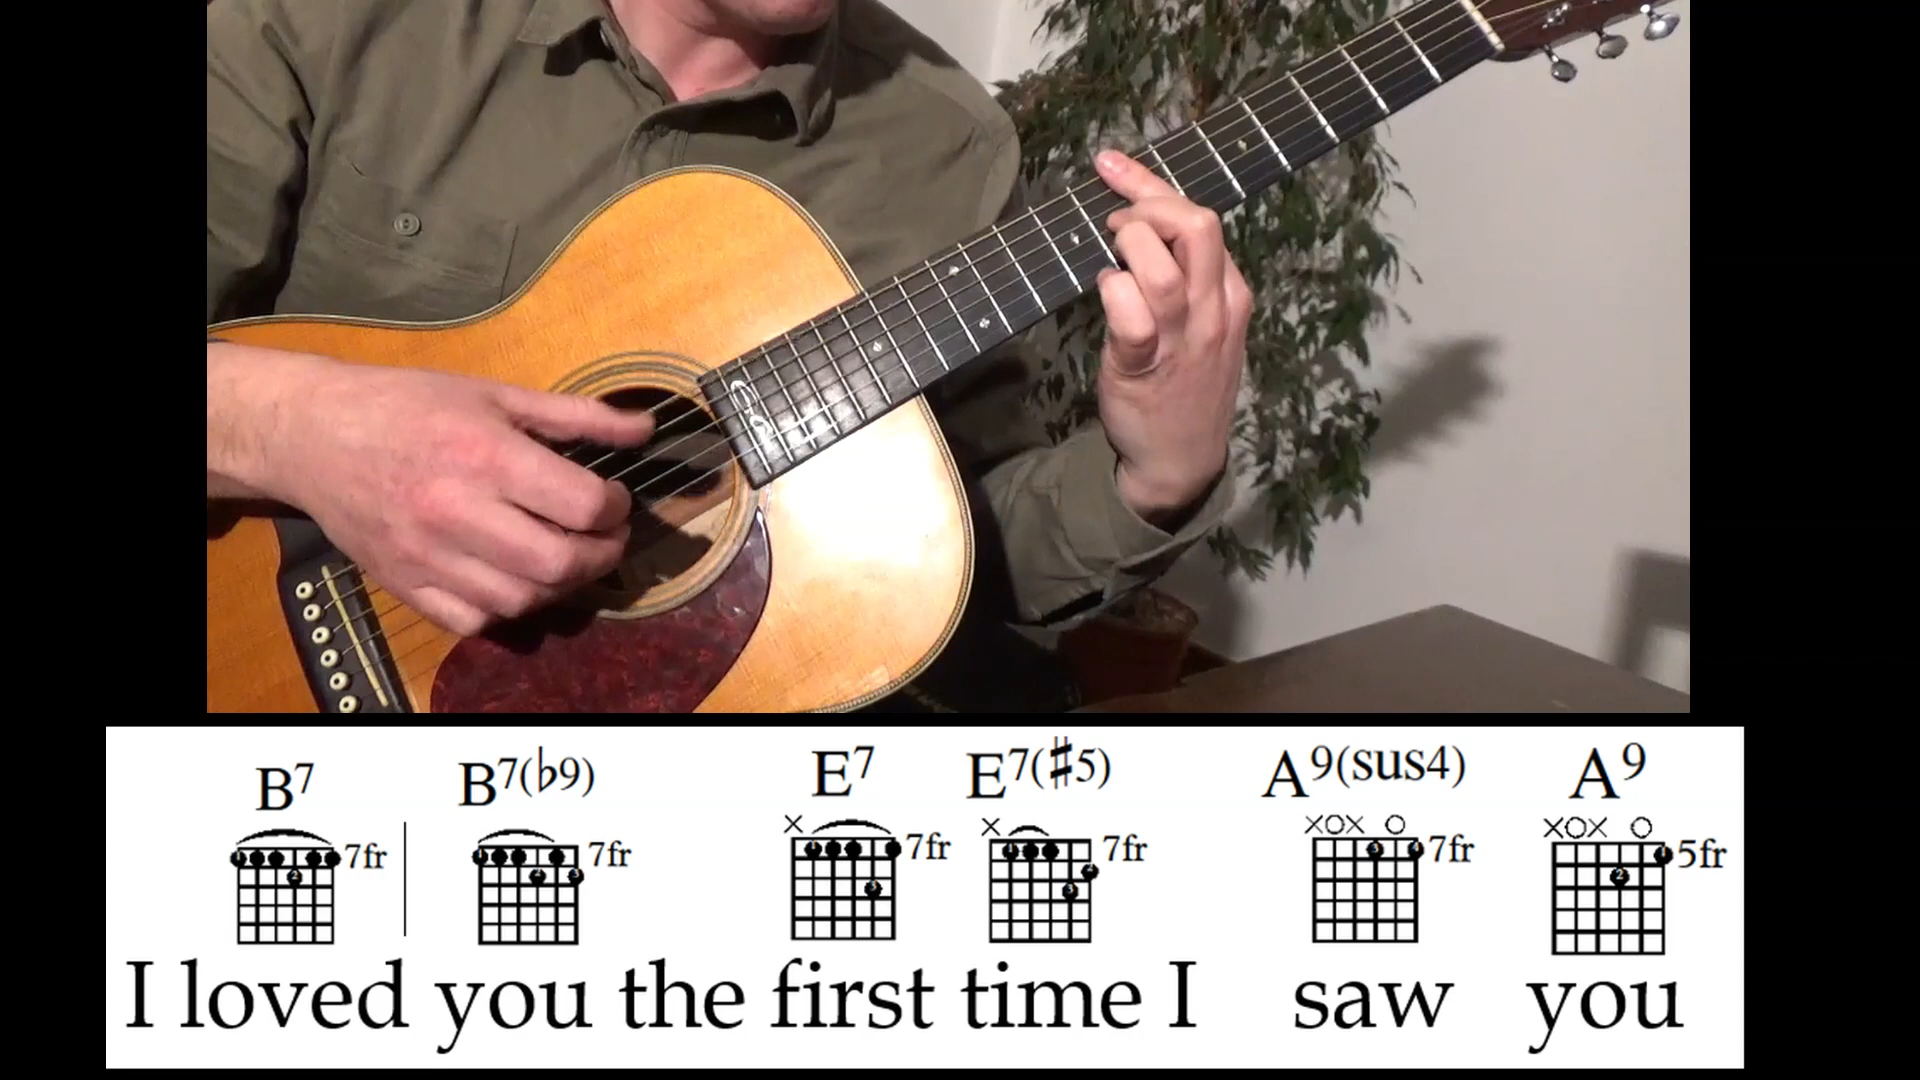 B7 B7(♭9) E7 E7(♯5) A9(sus4) A9
7fr 7fr 7fr 7fr 7fr 5fr
I loved you the first time I saw you